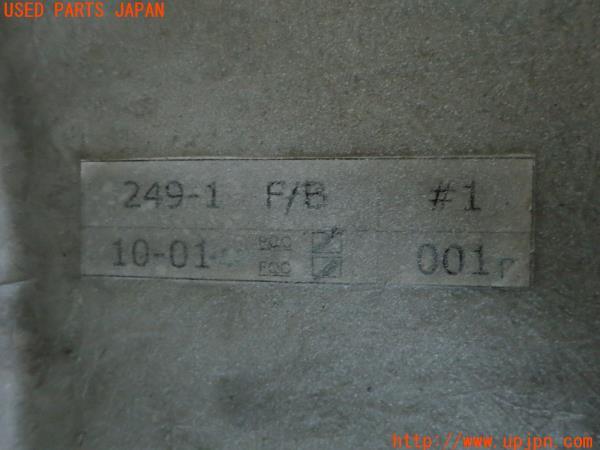 USED PARTS JAPAN
249-1 F/B #1
10-01 001
http://www.upjpn.com